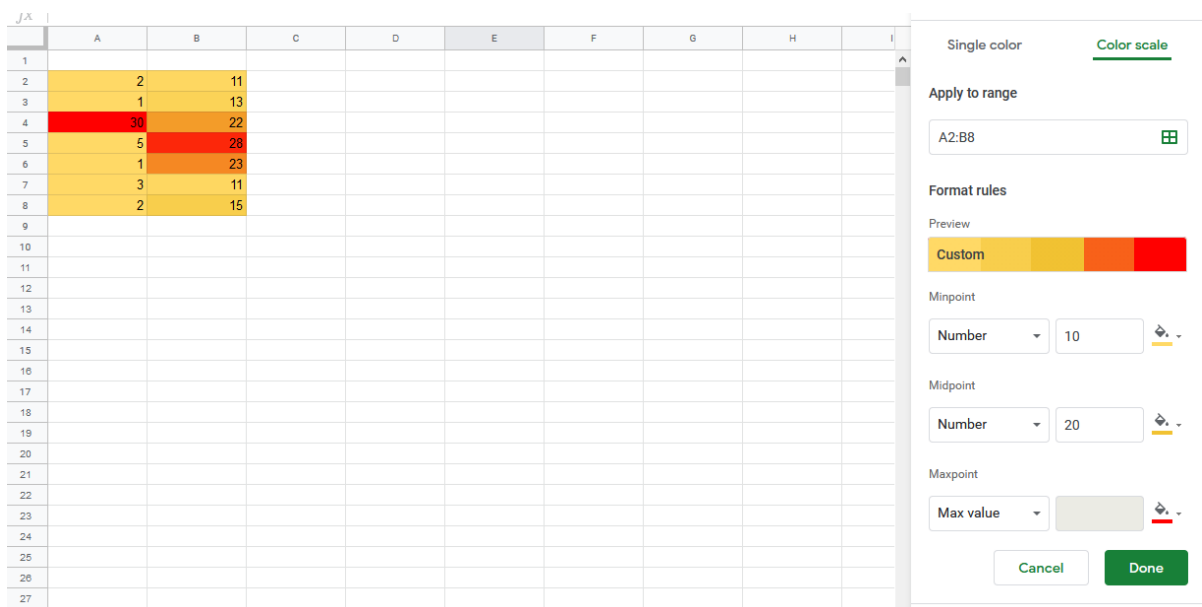 fx
A B C D E F G H I
1
2 2 11
3 1 13
4 30 22
5 5 28
6 1 23
7 3 11
8 2 15
9
10
11
12
13
14
15
16
17
18
19
20
21
22
23
24
25
26
27
Single color Color scale
Apply to range
A2:B8
Format rules
Preview
Custom
Minpoint
Number 10
Midpoint
Number 20
Maxpoint
Max value
Cancel Done